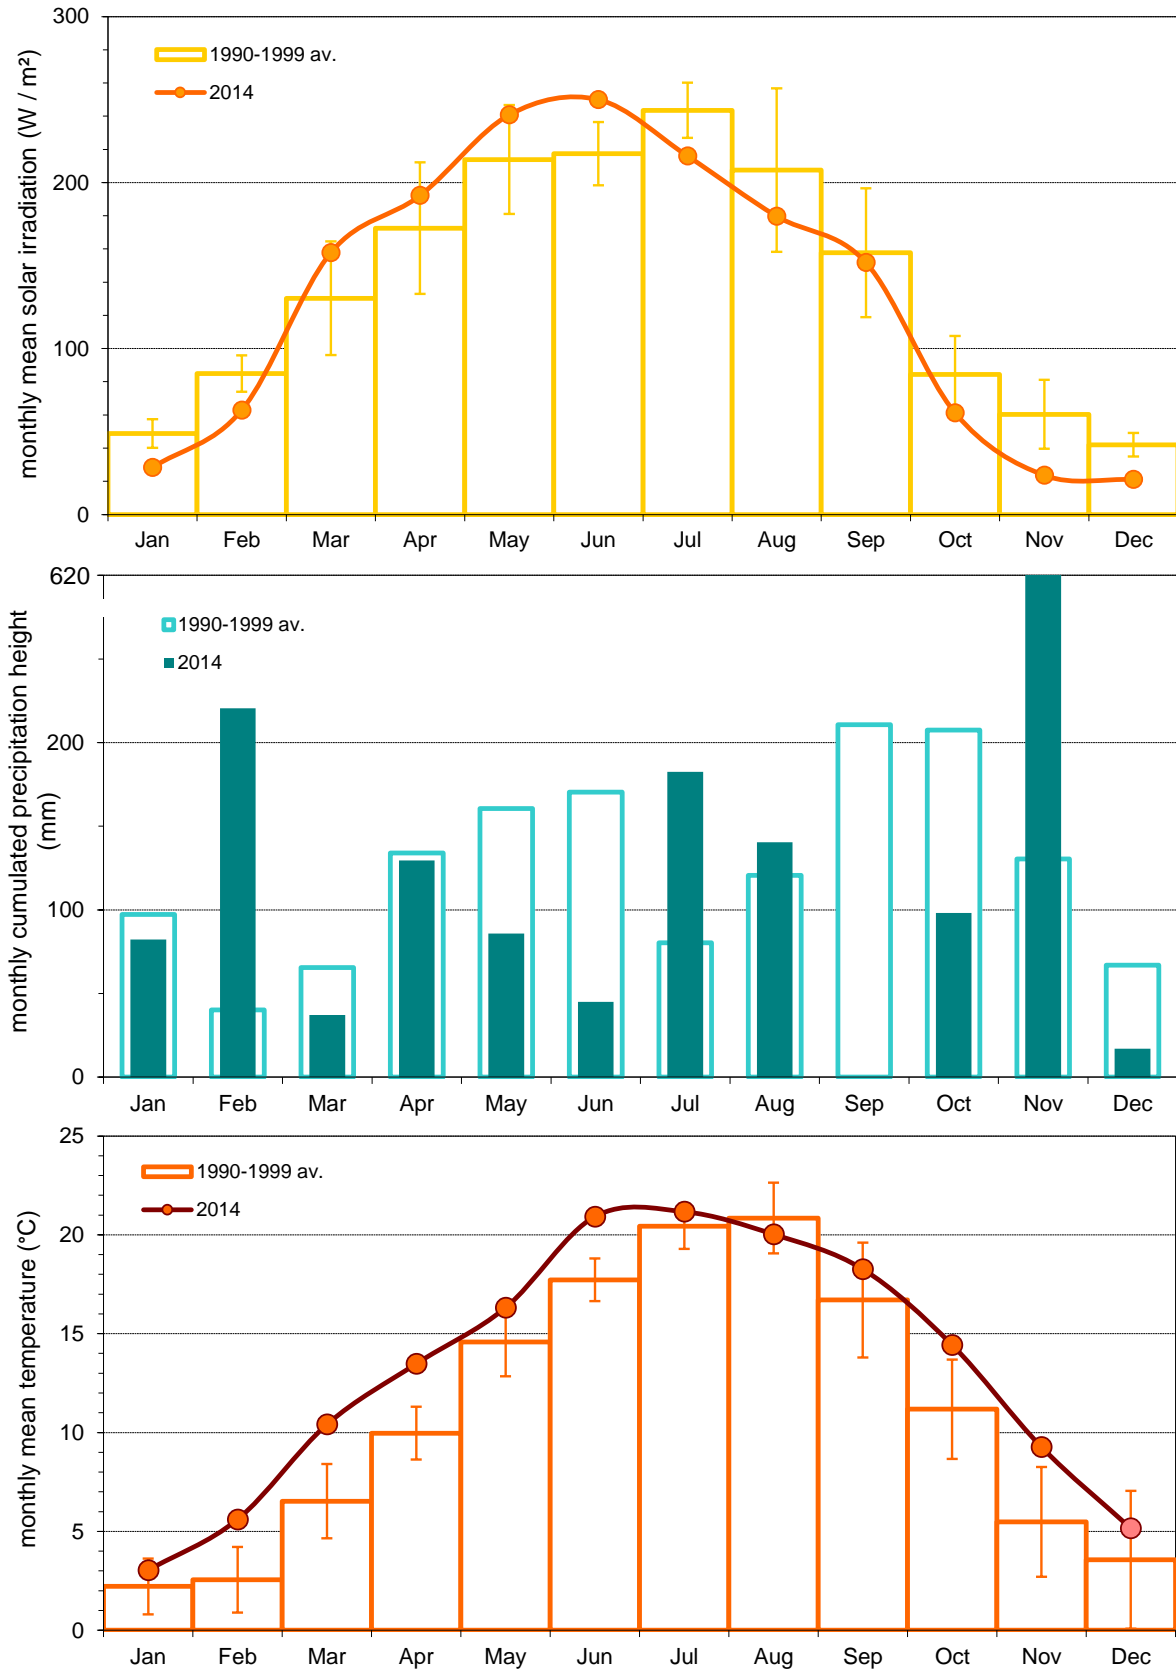 monthly mean solar irradiation (W / m²)
300
200
100
0
1990-1999 av.
2014
Jan Feb Mar Apr May Jun Jul Aug Sep Oct Nov Dec
monthly cumulated precipitation height
(mm)
620
200
100
0
1990-1999 av.
2014
Jan Feb Mar Apr May Jun Jul Aug Sep Oct Nov Dec
monthly mean temperature (°C)
25
20
15
10
5
0
1990-1999 av.
2014
Jan Feb Mar Apr May Jun Jul Aug Sep Oct Nov Dec